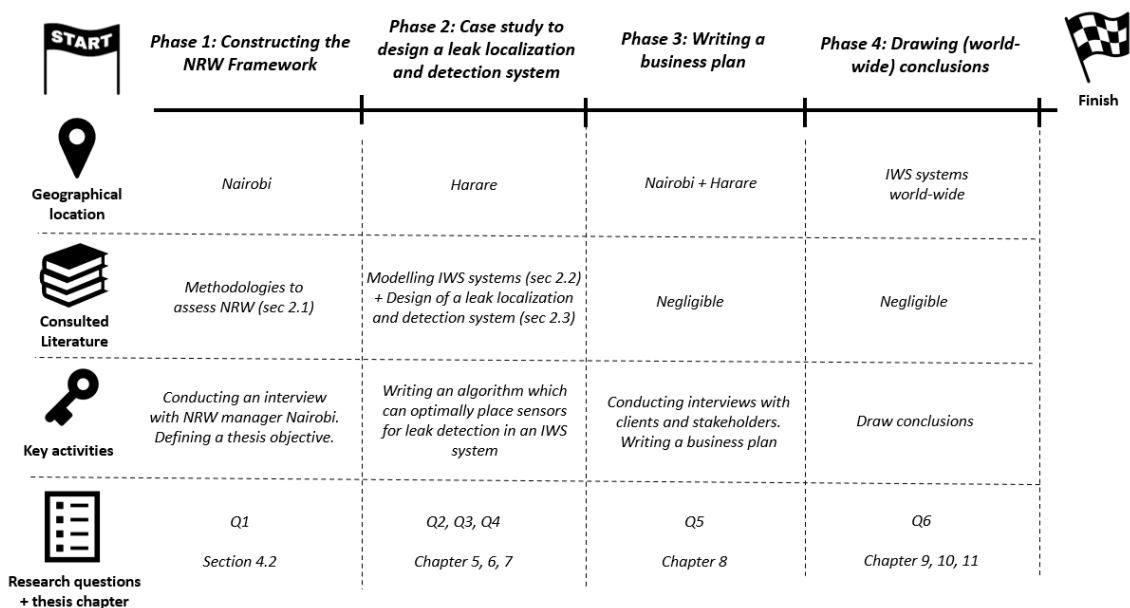 START
Phase 1: Constructing the
NRW Framework
Phase 2: Case study to
design a leak localization
and detection system
Phase 3: Writing a
business plan
Phase 4: Drawing (world-
wide) conclusions
Finish
Geographical
location
Nairobi
Harare
Nairobi + Harare
IWS systems
world-wide
Consulted
Literature
Methodologies to
assess NRW (sec 2.1)
Modelling IWS systems (sec 2.2)
+ Design of a leak localization
and detection system (sec 2.3)
Negligible
Negligible
Key activities
Conducting an interview
with NRW manager Nairobi.
Defining a thesis objective.
Writing an algorithm which
can optimally place sensors
for leak detection in an IWS
system
Conducting interviews with
clients and stakeholders.
Writing a business plan
Draw conclusions
Research questions
+ thesis chapter
Q1
Section 4.2
Q2, Q3, Q4
Chapter 5, 6, 7
Q5
Chapter 8
Q6
Chapter 9, 10, 11